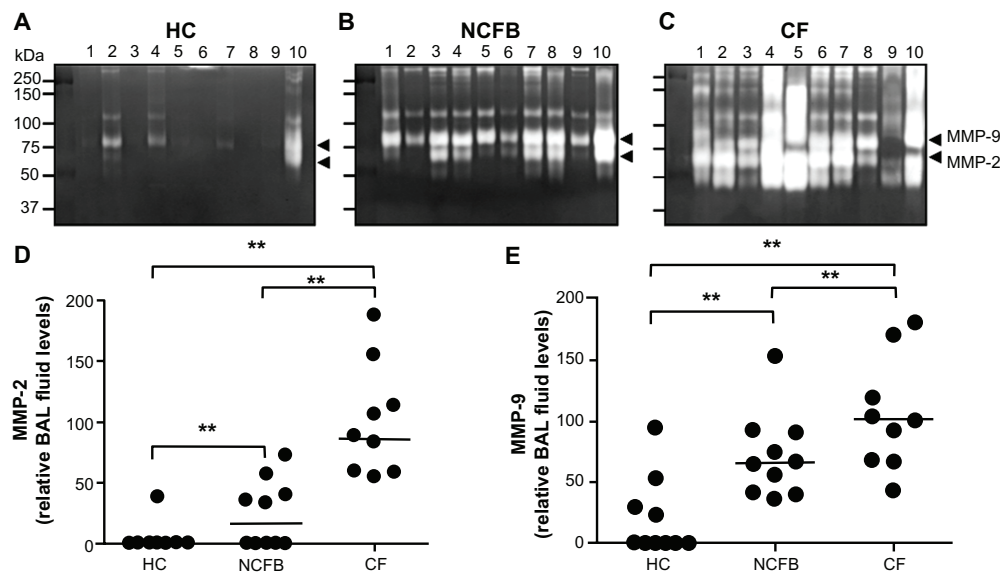 A HC
kDa 1 2 3 4 5 6 7 8 9 10
250
150
100
75
50
37
B NCFB
1 2 3 4 5 6 7 8 9 10
C CF
1 2 3 4 5 6 7 8 9 10
MMP-9
MMP-2
D
MMP-2
(relative BAL fluid levels)
200
150
100
50
0
**
**
**
HC NCFB CF
E
MMP-9
(relative BAL fluid levels)
200
150
100
50
0
**
**
**
HC NCFB CF